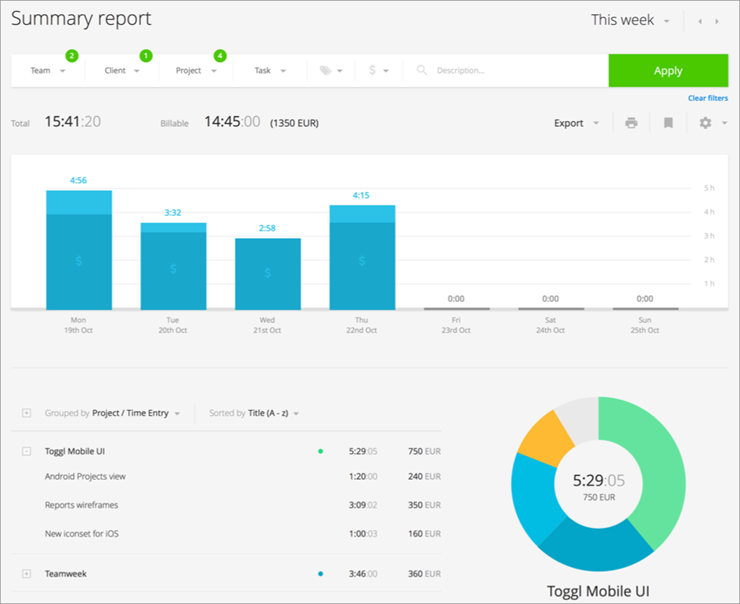 Summary report
This week
2 1 4
Team Client Project Task $ Description... Apply
Clear filters
Total 15:41:20 Billable 14:45:00 (1350 EUR) Export
4:56
3:32
2:58
4:15
0:00 0:00 0:00
5 h
4 h
3 h
2 h
1 h
$ $ $ $
Mon Tue Wed Thu Fri Sat Sun
19th Oct 20th Oct 21st Oct 22nd Oct 23rd Oct 24th Oct 25th Oct
Grouped by Project / Time Entry Sorted by Title (A - z)
Toggl Mobile UI 5:29:05 750 EUR
Android Projects view 1:20:00 240 EUR
Reports wireframes 3:09:02 350 EUR
New iconset for iOS 1:00:03 160 EUR
Teamweek 3:46:00 360 EUR
5:29:05
750 EUR
Toggl Mobile UI